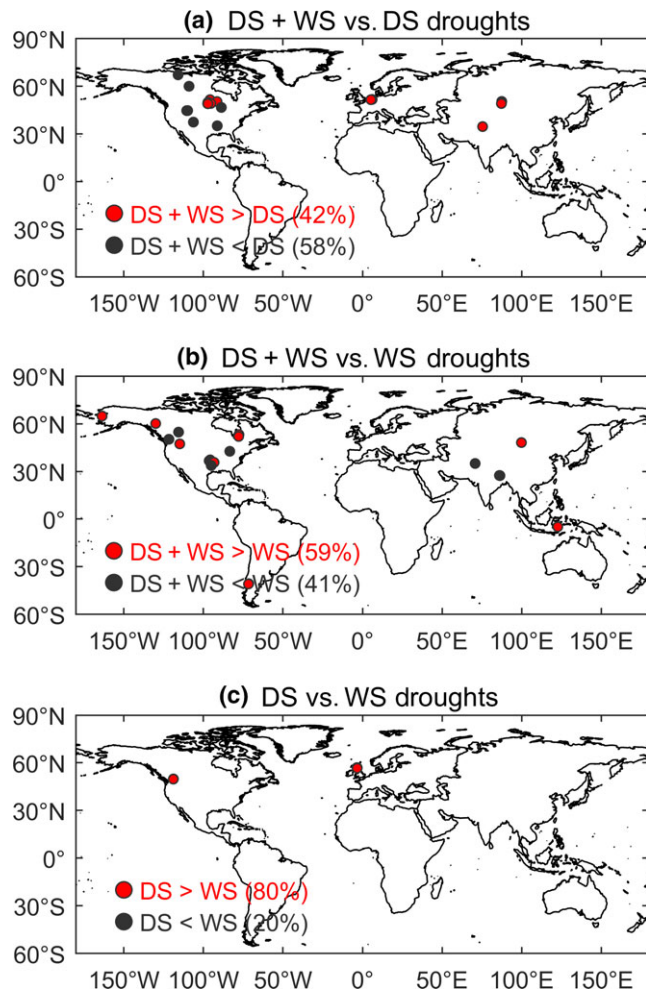 (a) DS + WS vs. DS droughts
90°N
60°N
30°N
0°
30°S
60°S
DS + WS > DS (42%)
DS + WS < DS (58%)
150°W 100°W 50°W 0° 50°E 100°E 150°E
(b) DS + WS vs. WS droughts
90°N
60°N
30°N
0°
30°S
60°S
DS + WS > WS (59%)
DS + WS < WS (41%)
150°W 100°W 50°W 0° 50°E 100°E 150°E
(c) DS vs. WS droughts
90°N
60°N
30°N
0°
30°S
60°S
DS > WS (80%)
DS < WS (20%)
150°W 100°W 50°W 0° 50°E 100°E 150°E